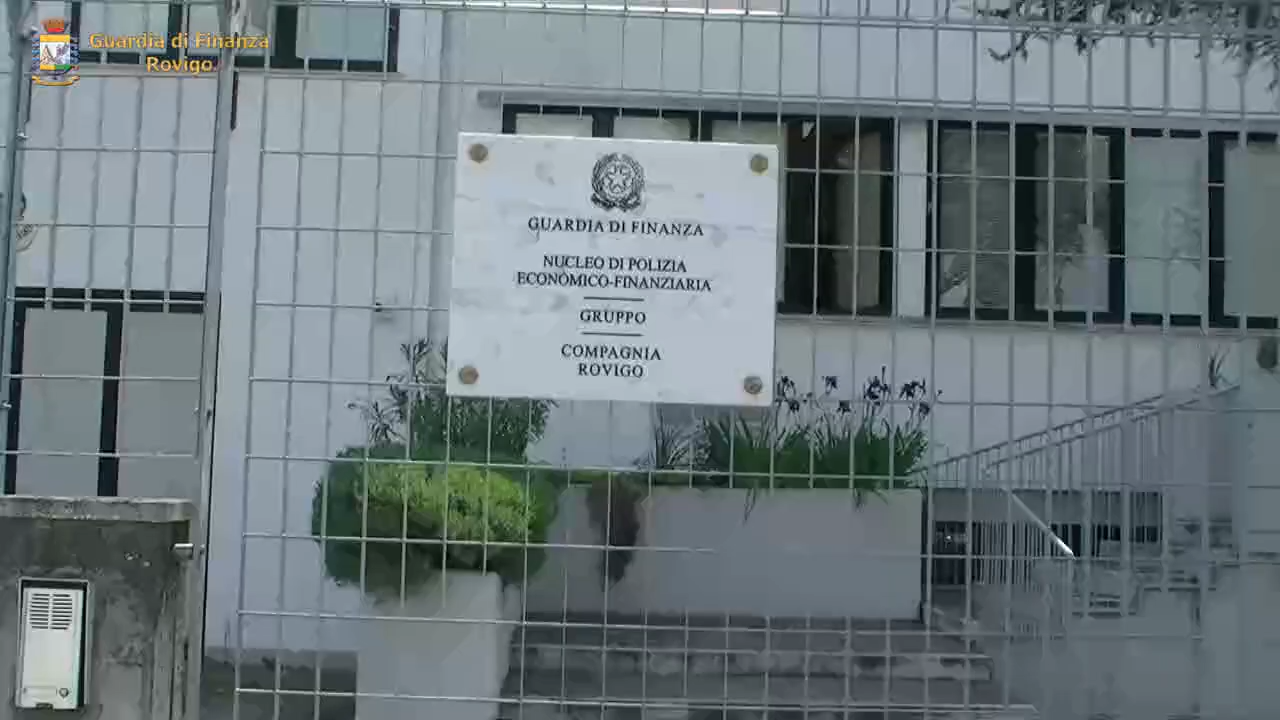 Guardia di Finanza
Rovigo
GUARDIA DI FINANZA
NUCLEO DI POLIZIA
ECONOMICO-FINANZIARIA
GRUPPO
COMPAGNIA
ROVIGO